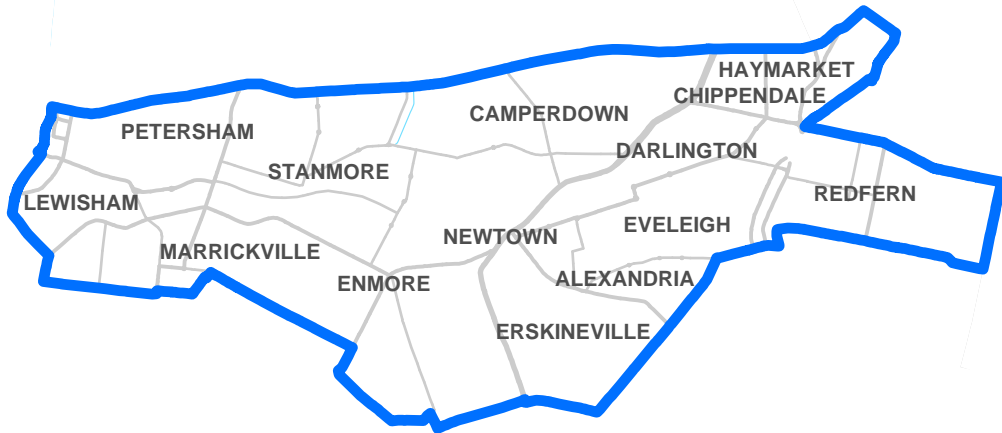 HAYMARKET
CHIPPENDALE
CAMPERDOWN
PETERSHAM
DARLINGTON
STANMORE
REDFERN
LEWISHAM
EVELEIGH
NEWTOWN
MARRICKVILLE
ALEXANDRIA
ENMORE
ERSKINEVILLE